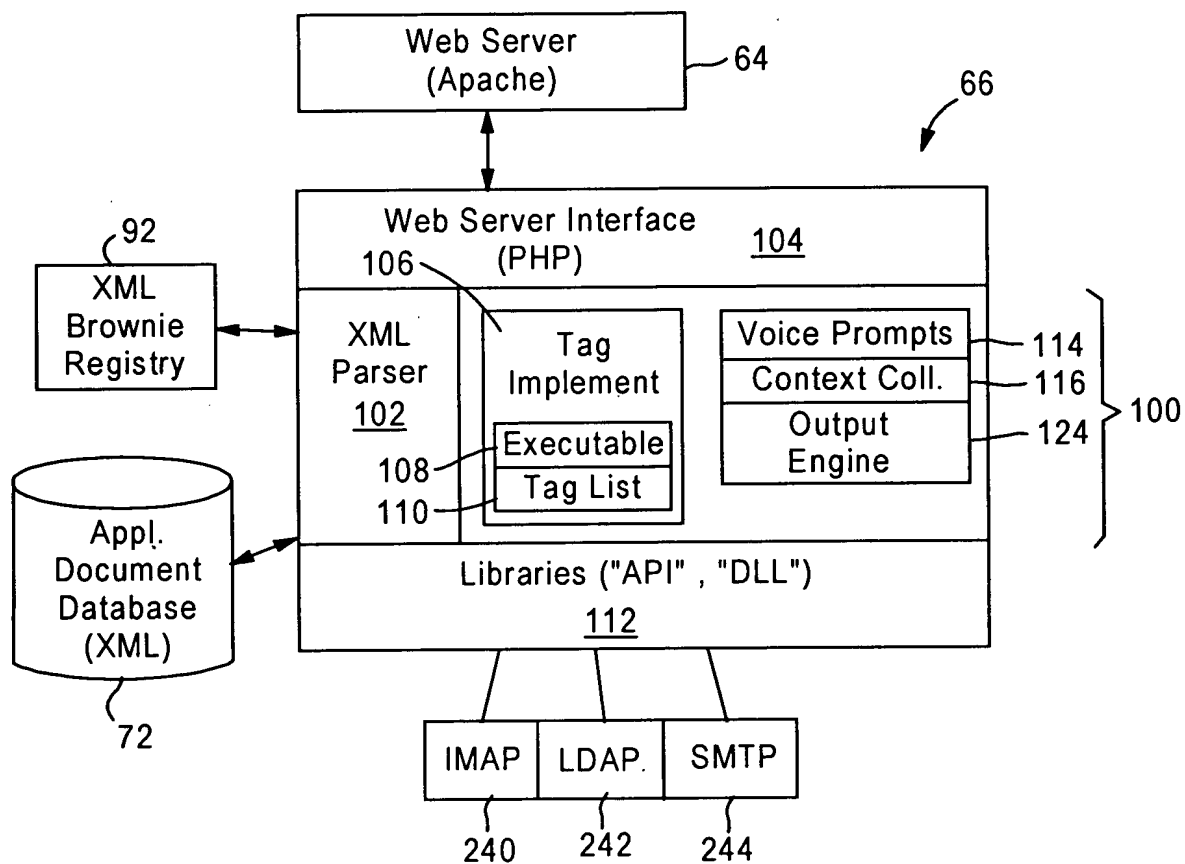 Web Server
(Apache)
64
66
Web Server Interface
(PHP)
104
92
XML
Brownie
Registry
106
XML
Parser
102
Tag
Implement
Executable
108
Tag List
110
Voice Prompts
114
Context Coll.
116
Output
Engine
124
100
Appl.
Document
Database
(XML)
72
Libraries ("API" , "DLL")
112
IMAP
LDAP.
SMTP
240
242
244